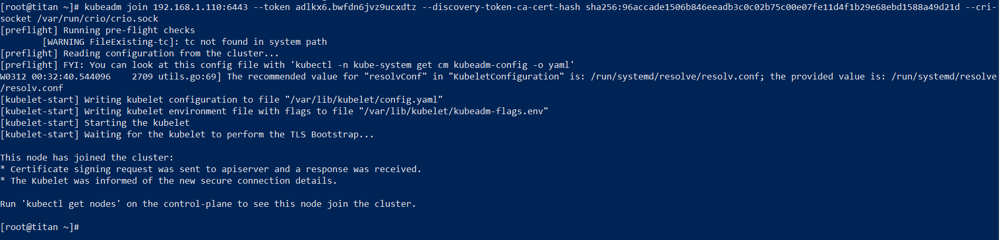 [root@titan ~]# kubeadm join 192.168.1.110:6443 --token adlkx6.bwfdn6jvz9ucxdtz --discovery-token-ca-cert-hash sha256:96accade1506b846eeadb3c0c02b75c00e07fe11d4f1b29e68ebd1588a49d21d --cri-
socket /var/run/crio/crio.sock
[preflight] Running pre-flight checks
        [WARNING FileExisting-tc]: tc not found in system path
[preflight] Reading configuration from the cluster...
[preflight] FYI: You can look at this config file with 'kubectl -n kube-system get cm kubeadm-config -o yaml'
W0312 00:32:40.544096    2709 utils.go:69] The recommended value for "resolvConf" in "KubeletConfiguration" is: /run/systemd/resolve/resolv.conf; the provided value is: /run/systemd/resolve
/resolv.conf
[kubelet-start] Writing kubelet configuration to file "/var/lib/kubelet/config.yaml"
[kubelet-start] Writing kubelet environment file with flags to file "/var/lib/kubelet/kubeadm-flags.env"
[kubelet-start] Starting the kubelet
[kubelet-start] Waiting for the kubelet to perform the TLS Bootstrap...

This node has joined the cluster:
* Certificate signing request was sent to apiserver and a response was received.
* The Kubelet was informed of the new secure connection details.

Run 'kubectl get nodes' on the control-plane to see this node join the cluster.

[root@titan ~]#